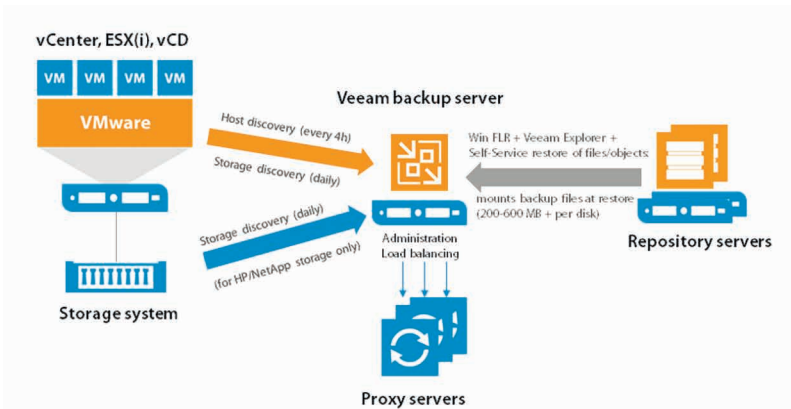 vCenter, ESX(i), vCD
VM VM VM VM
VMware
Host discovery (every 4h)
Storage discovery (daily)
Storage discovery (daily)
(for HP/NetApp storage only)
Storage system
Veeam backup server
Administration
Load balancing
Proxy servers
Win FLR + Veeam Explorer +
Self-Service restore of files/objects:
mounts backup files at restore
(200-600 MB + per disk)
Repository servers